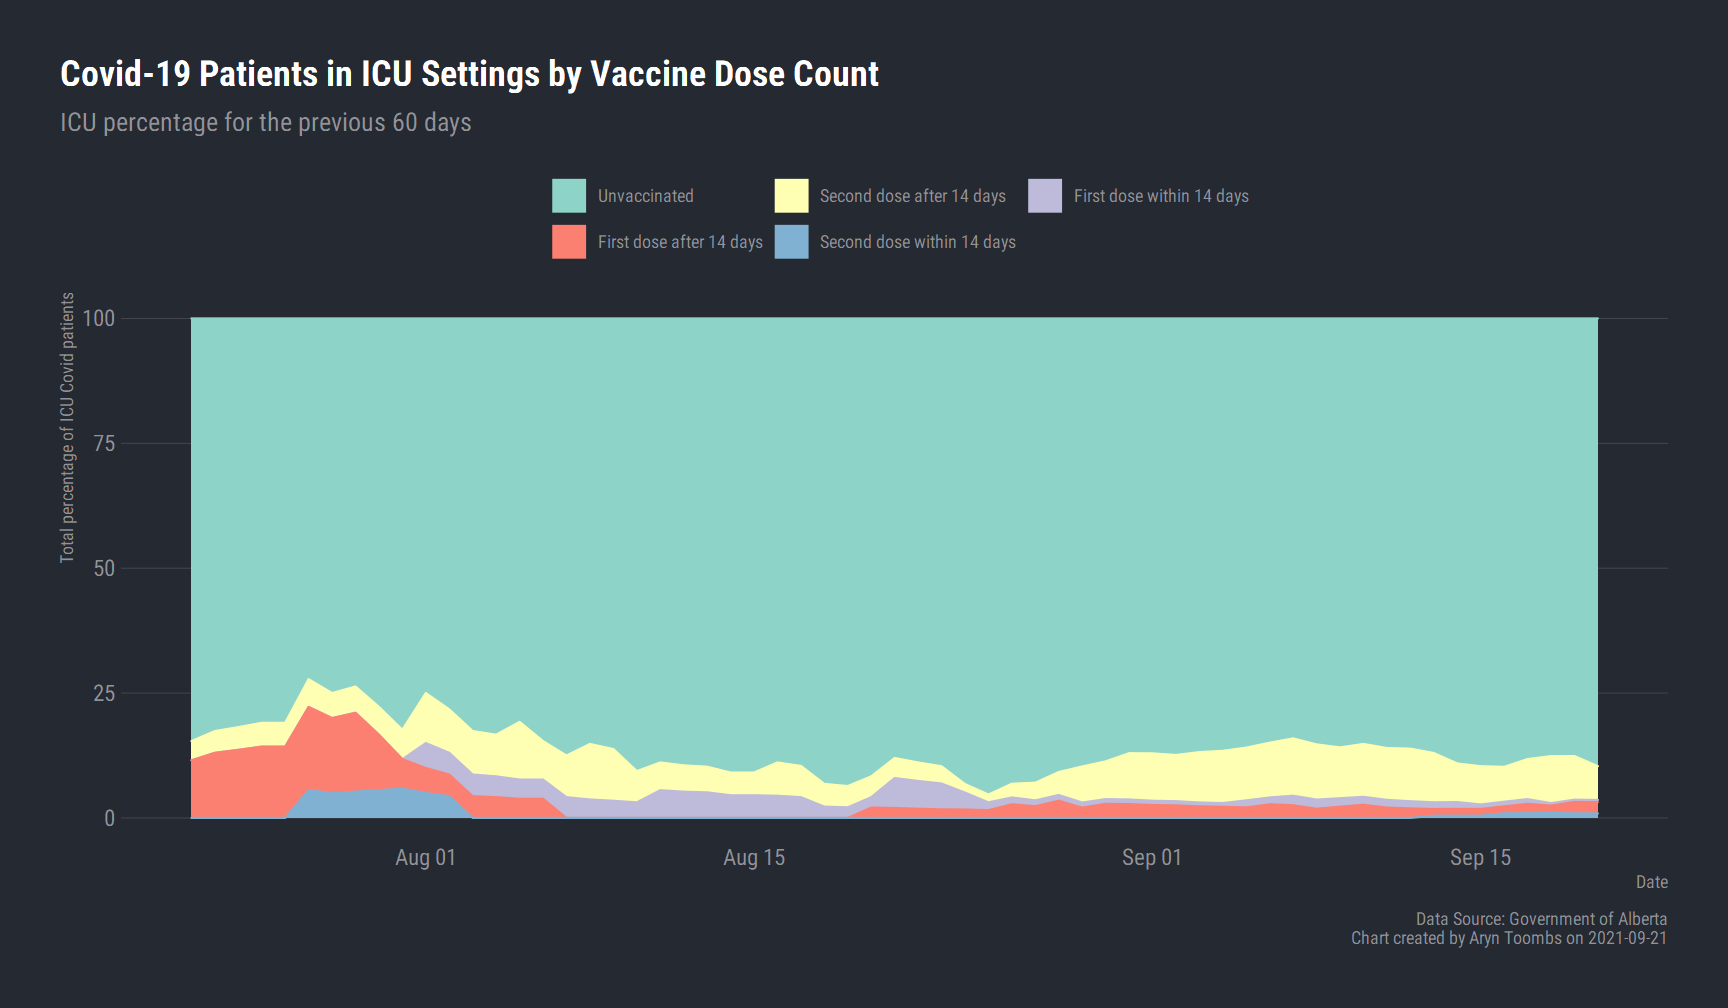 Covid-19 Patients in ICU Settings by Vaccine Dose Count
ICU percentage for the previous 60 days
Unvaccinated
Second dose after 14 days
First dose within 14 days
First dose after 14 days
Second dose within 14 days
Total percentage of ICU Covid patients
100
75
50
25
0
Aug 01
Aug 15
Sep 01
Sep 15
Date
Data Source: Government of Alberta
Chart created by Aryn Toombs on 2021-09-21